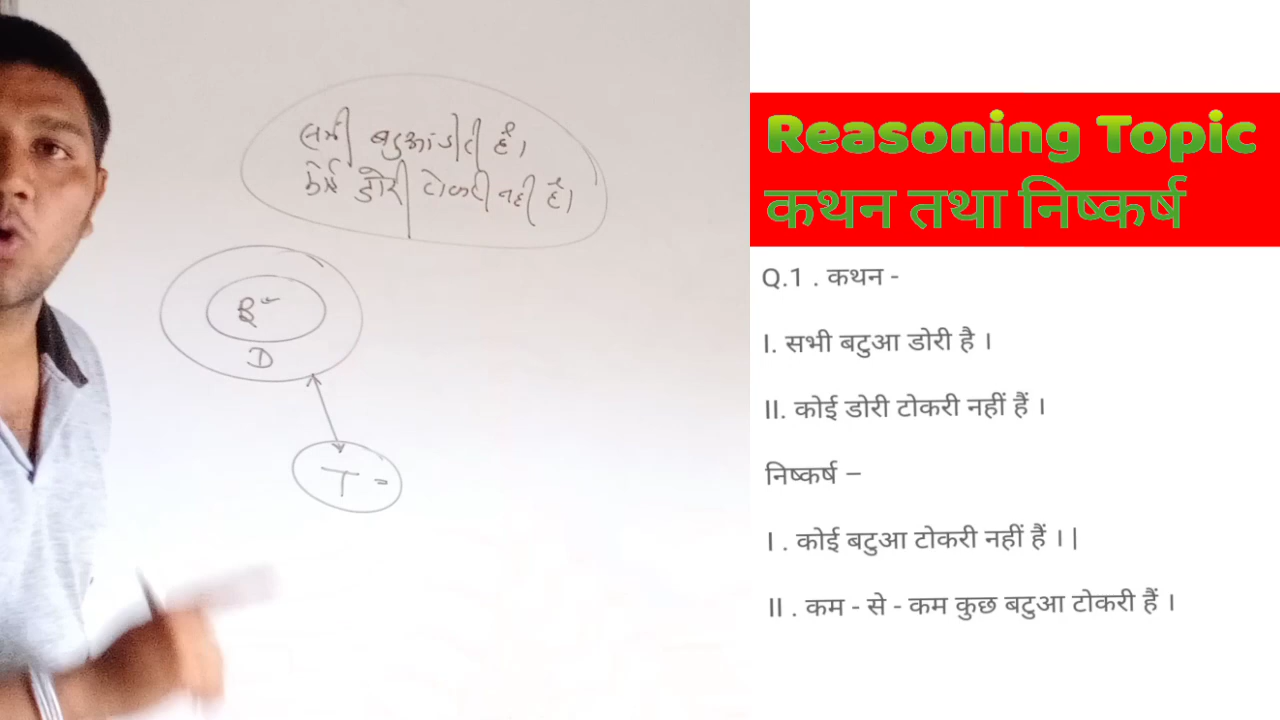 सभी बटुआ डोरी है।
कोई डोरी टोकरी नही है।
B
D
T
Reasoning Topic
कथन तथा निष्कर्ष
Q.1 . कथन -
I. सभी बटुआ डोरी है ।
II. कोई डोरी टोकरी नहीं हैं ।
निष्कर्ष –
I . कोई बटुआ टोकरी नहीं हैं । |
II . कम - से - कम कुछ बटुआ टोकरी हैं ।